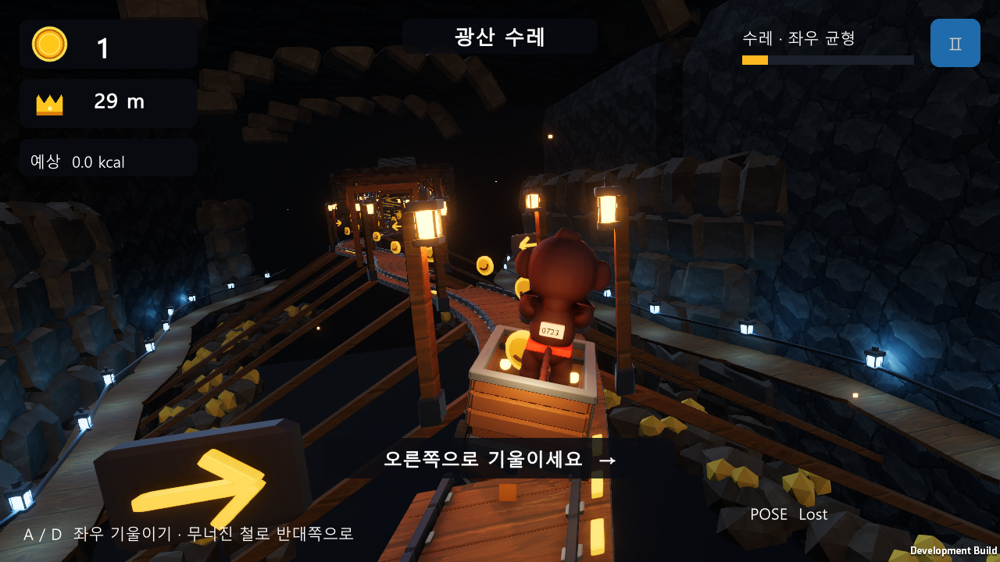 1
광산 수레
수레 · 좌우 균형
II
29 m
예상 0.0 kcal
0723
오른쪽으로 기울이세요 →
POSE Lost
A / D 좌우 기울이기 · 무너진 철로 반대쪽으로
Development Build